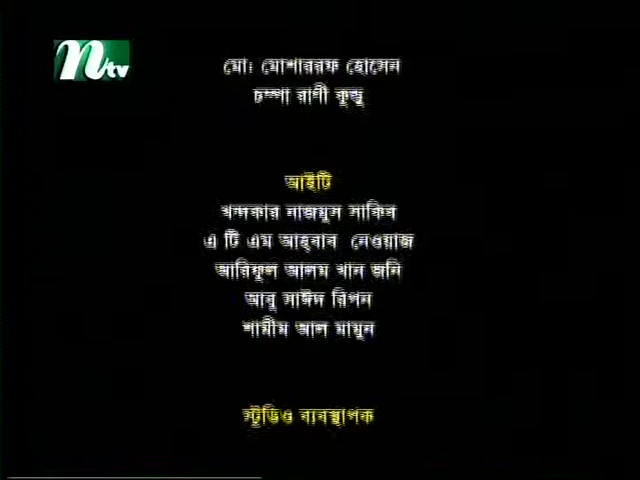 ntv
মো: মোশাররফ হোসেন
চম্পা রাণী কুন্ডু
আইটি
খন্দকার নাজমুস সাকিব
এ টি এম আহ্‌বাব নেওয়াজ
আরিফুল আলম খান জনি
আবু সাঈদ রিপন
শামীম আল মামুন
স্টুডিও ব্যবস্থাপক